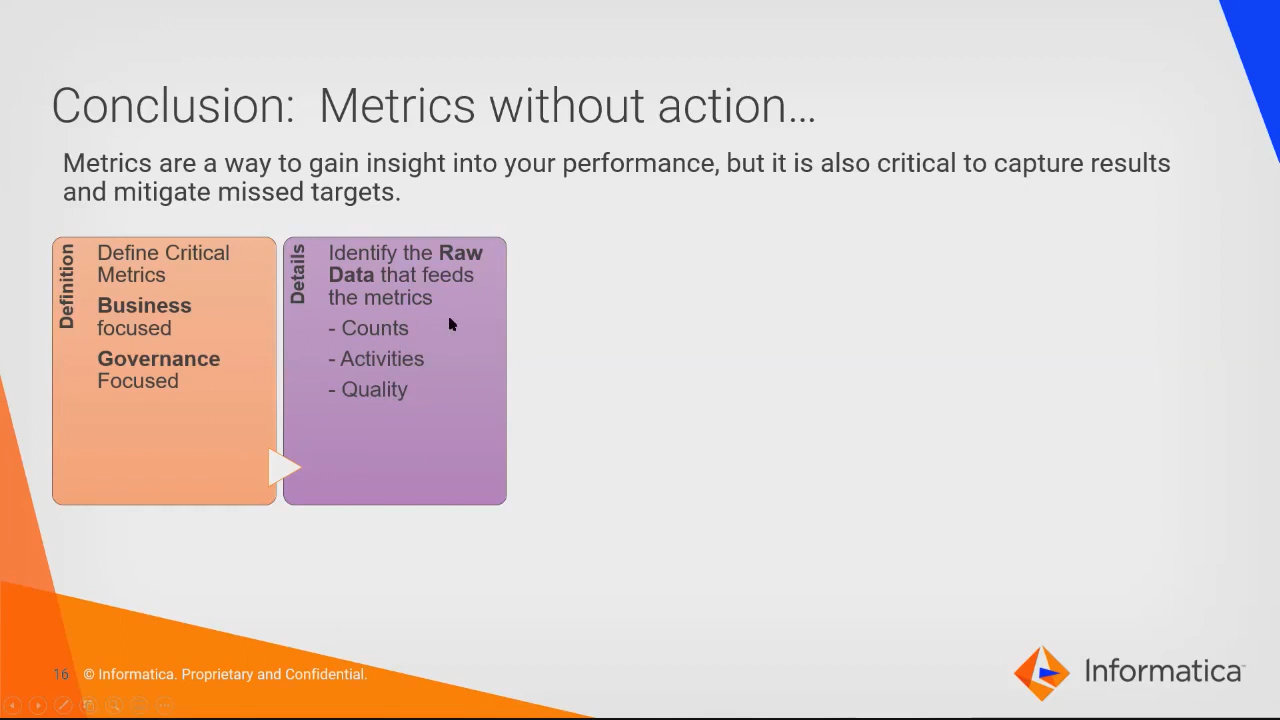 Conclusion:  Metrics without action…
Metrics are a way to gain insight into your performance, but it is also critical to capture results
and mitigate missed targets.
Definition
Define Critical
Metrics
Business
focused
Governance
Focused
Details
Identify the Raw
Data that feeds
the metrics
- Counts
- Activities
- Quality
16 © Informatica. Proprietary and Confidential.
Informatica